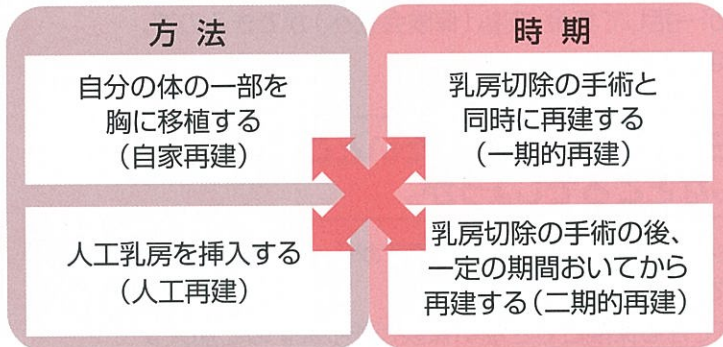 方法
自分の体の一部を
胸に移植する
（自家再建）
人工乳房を挿入する
（人工再建）
時期
乳房切除の手術と
同時に再建する
（一期的再建）
乳房切除の手術の後、
一定の期間おいてから
再建する（二期的再建）